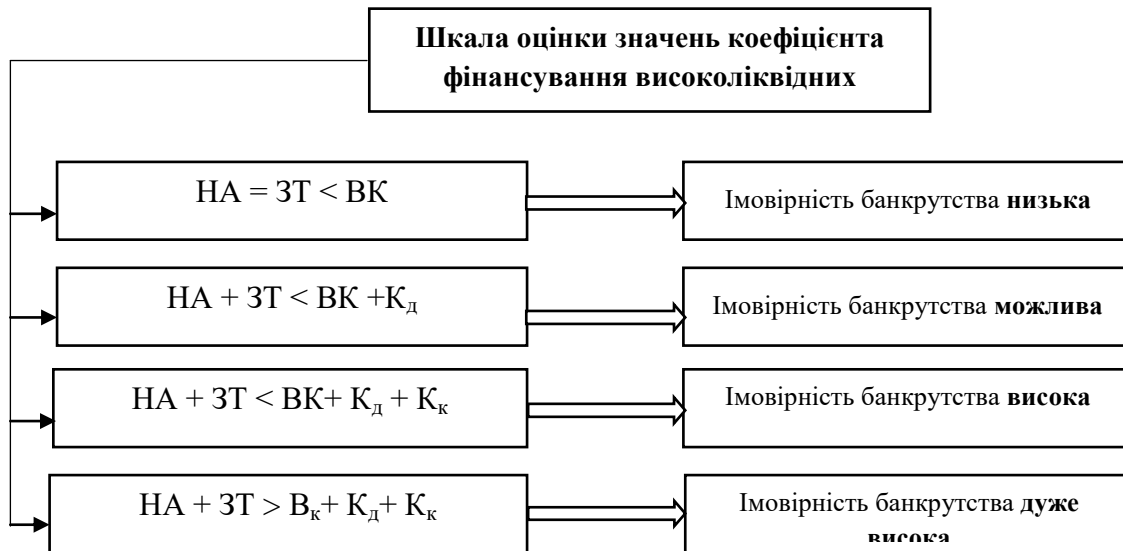 Шкала оцінки значень коефіцієнта
фінансування високоліквідних
НА = ЗТ < ВК
Імовірність банкрутства низька
НА + ЗТ < ВК +Кд
Імовірність банкрутства можлива
НА + ЗТ < ВК+ Кд + Кк
Імовірність банкрутства висока
НА + ЗТ > Вк+ Кд+ Кк
Імовірність банкрутства дуже
висока